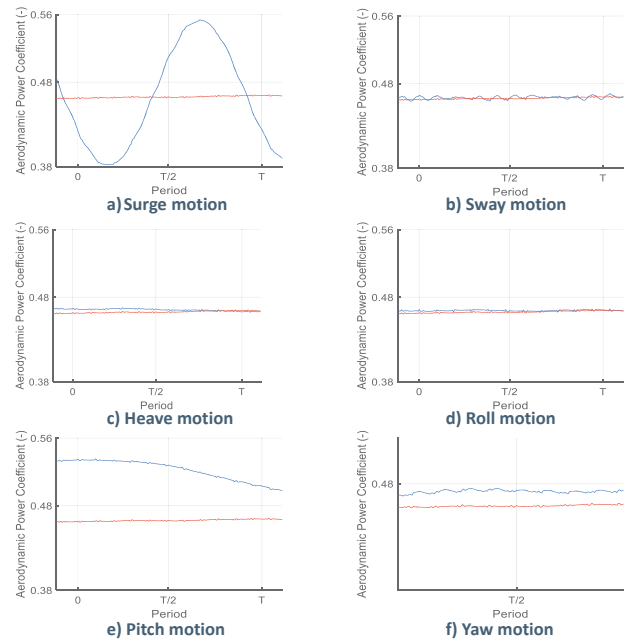 Aerodynamic Power Coefficient (-)
0.56
0.48
0.38
0
T/2
T
Period
a) Surge motion
Aerodynamic Power Coefficient (-)
0.56
0.48
0.38
0
T/2
T
Period
b) Sway motion
Aerodynamic Power Coefficient (-)
0.56
0.48
0.38
0
T/2
T
Period
c) Heave motion
Aerodynamic Power Coefficient (-)
0.56
0.48
0.38
0
T/2
T
Period
d) Roll motion
Aerodynamic Power Coefficient (-)
0.56
0.48
0.38
0
T/2
T
Period
e) Pitch motion
Aerodynamic Power Coefficient (-)
0.48
T/2
Period
f) Yaw motion